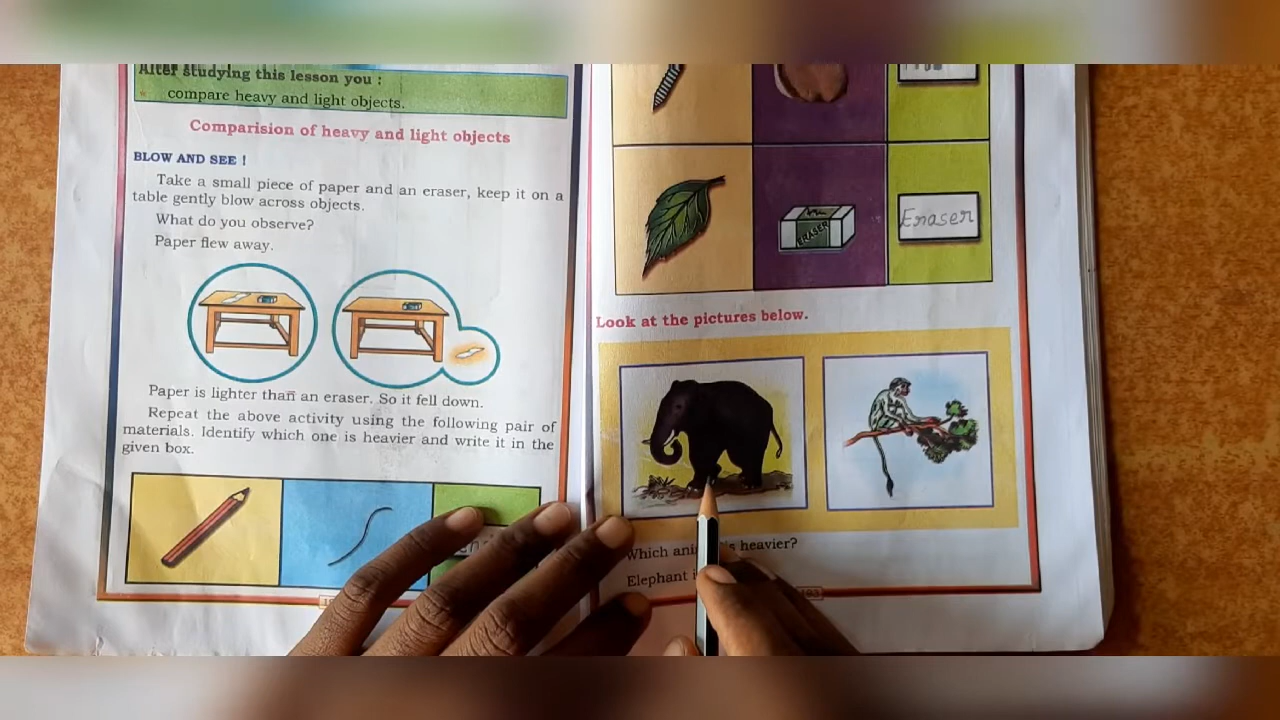 After studying this lesson you :
compare heavy and light objects.
Comparision of heavy and light objects
BLOW AND SEE !
Take a small piece of paper and an eraser, keep it on a
table gently blow across objects.
What do you observe?
Paper flew away.
Paper is lighter than an eraser. So it fell down.
Repeat the above activity using the following pair of
materials. Identify which one is heavier and write it in the
given box.
ERASER
Eraser
Look at the pictures below.
Which heavier?
Elephant